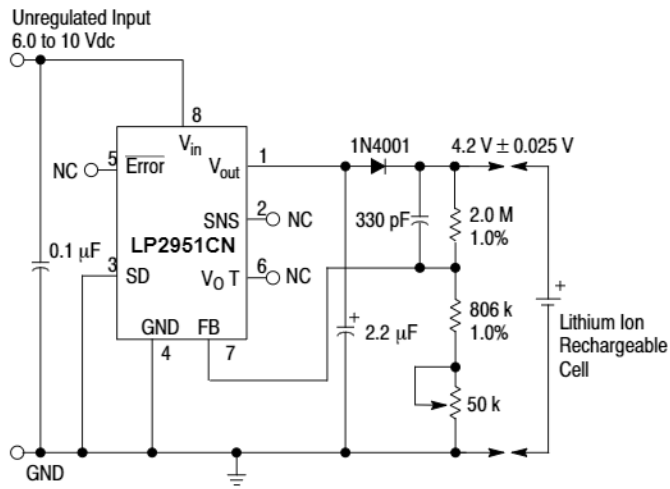 Unregulated Input
6.0 to 10 Vdc
8
Vin
1N4001
4.2 V ± 0.025 V
NC
5
Error
Vout
1
SNS
2
NC
330 pF
2.0 M
1.0%
LP2951CN
0.1 µF
3
SD
VO T
6
NC
806 k
1.0%
GND
FB
4
7
2.2 µF
+
+
Lithium Ion
Rechargeable
Cell
50 k
GND